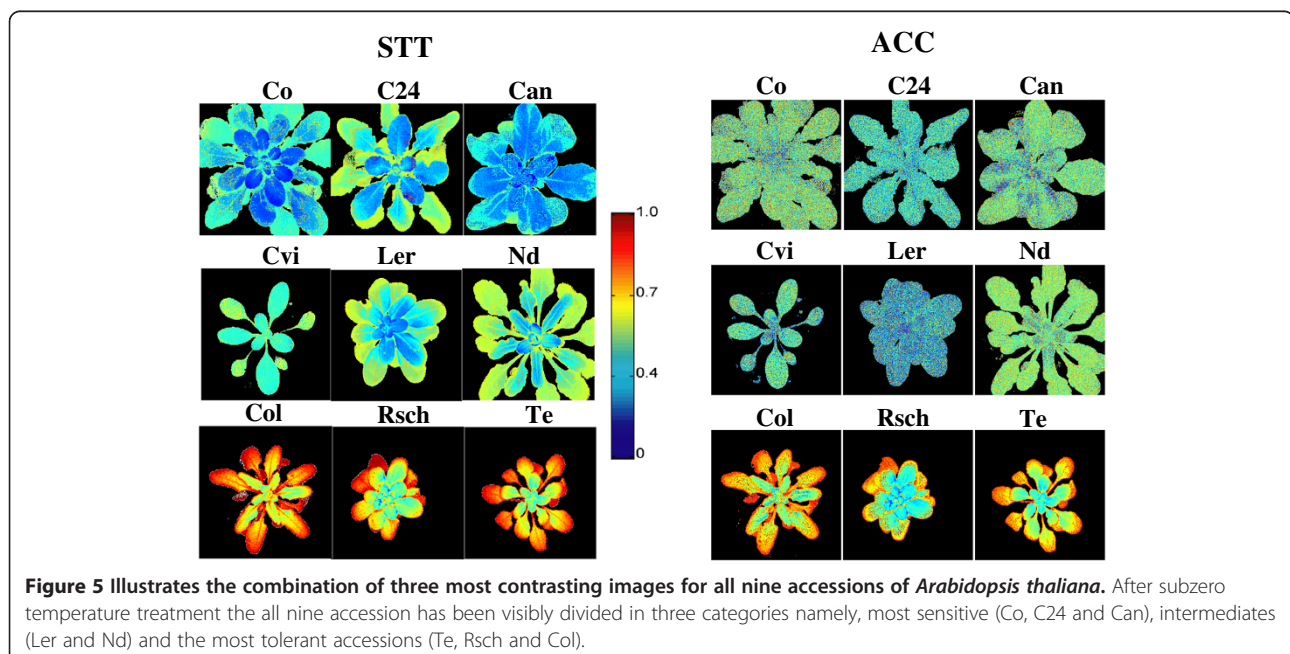 STT
ACC
Co C24 Can
Co C24 Can
Cvi Ler Nd
Cvi Ler Nd
Col Rsch Te
Col Rsch Te
1.0
0.7
0.4
0
Figure 5 Illustrates the combination of three most contrasting images for all nine accessions of Arabidopsis thaliana. After subzero
temperature treatment the all nine accession has been visibly divided in three categories namely, most sensitive (Co, C24 and Can), intermediates
(Ler and Nd) and the most tolerant accessions (Te, Rsch and Col).